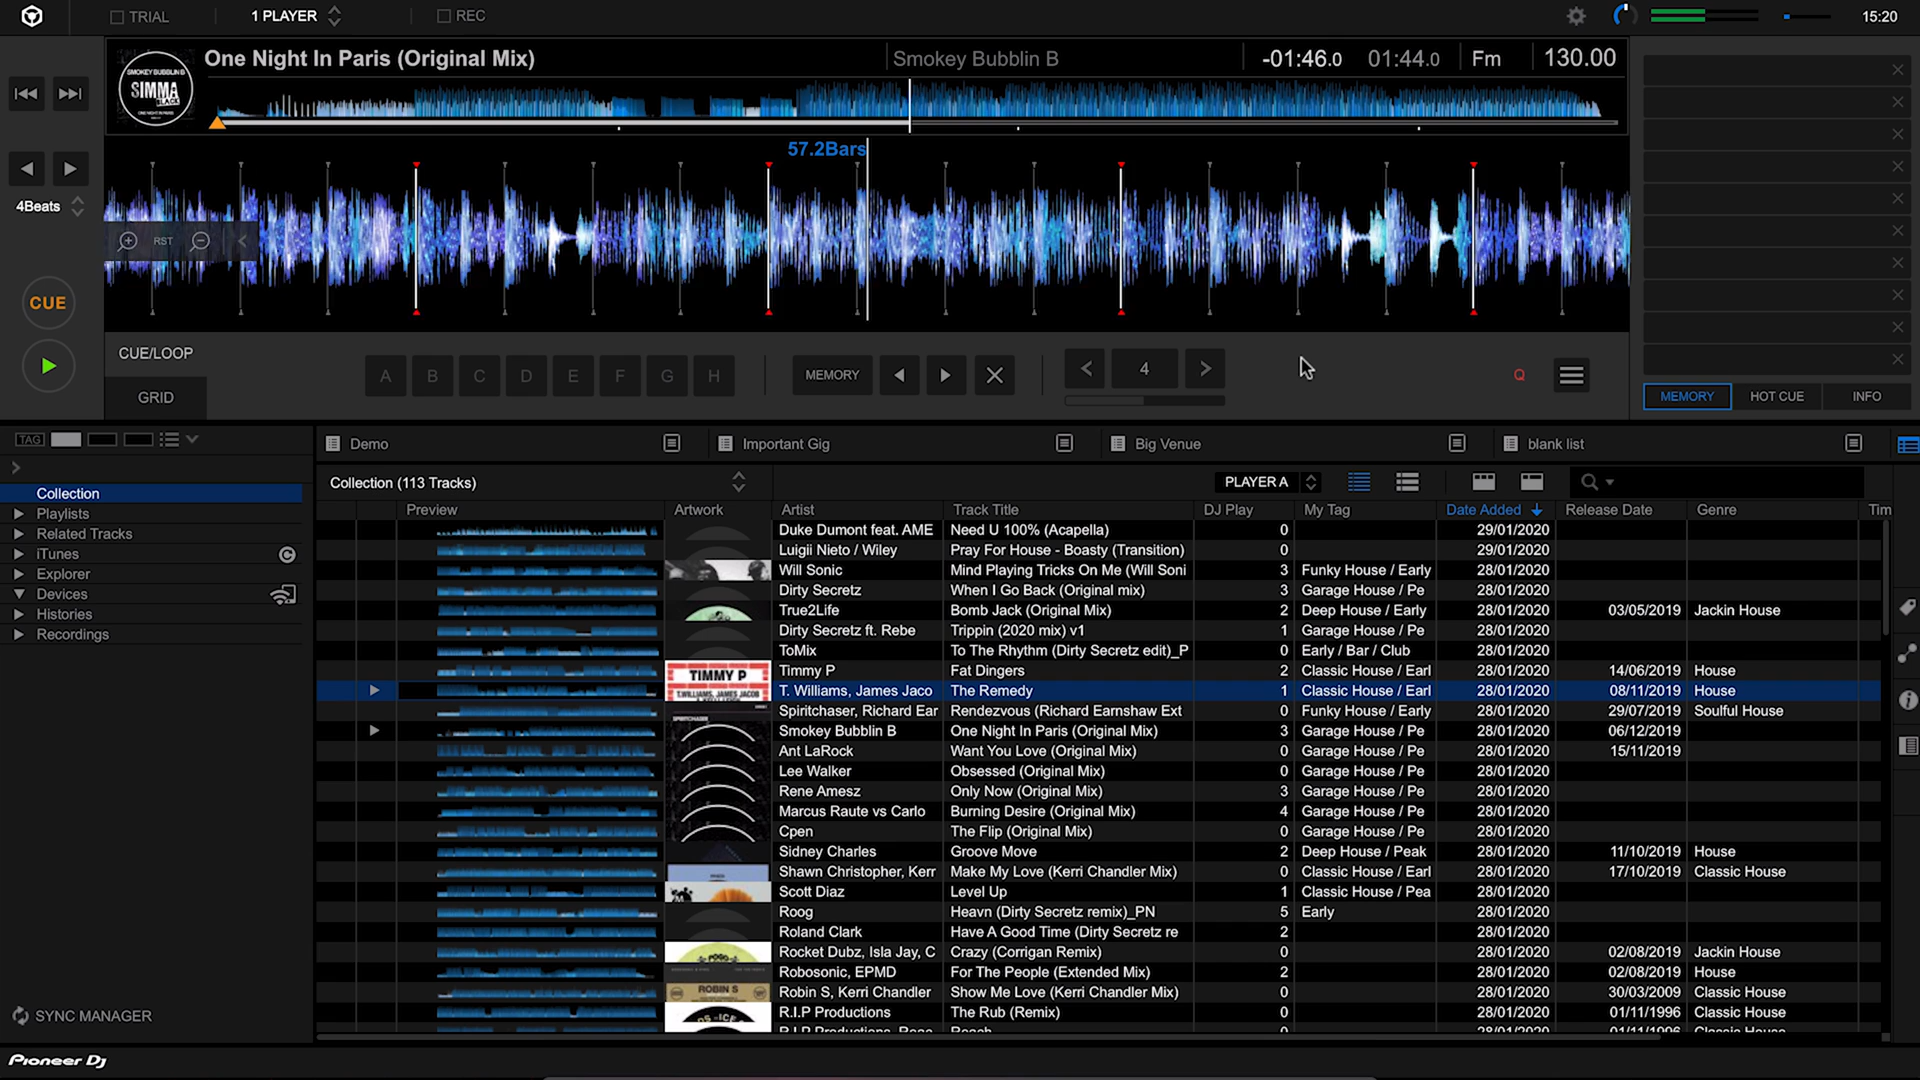 TRIAL 1 PLAYER REC 15:20
One Night In Paris (Original Mix) Smokey Bubblin B -01:46.0 01:44.0 Fm 130.00
SMOKEY BUBBLIN B
SIMMA
BLACK
57.2Bars
4Beats
RST
CUE
CUE/LOOP
GRID
A B C D E F G H MEMORY 4 Q
MEMORY HOT CUE INFO
TAG
Demo Important Gig Big Venue blank list
Collection (113 Tracks) PLAYER A
Collection
Playlists
Related Tracks
iTunes
Explorer
Devices
Histories
Recordings
Preview Artwork Artist Track Title DJ Play My Tag Date Added Release Date Genre Tim
Duke Dumont feat. AME Need U 100% (Acapella) 0 29/01/2020
Luigii Nieto / Wiley Pray For House - Boasty (Transition) 0 29/01/2020
Will Sonic Mind Playing Tricks On Me (Will Soni 3 Funky House / Early 28/01/2020
Dirty Secretz When I Go Back (Original mix) 3 Garage House / Pe 28/01/2020
True2Life Bomb Jack (Original Mix) 2 Deep House / Early 28/01/2020 03/05/2019 Jackin House
Dirty Secretz ft. Rebe Trippin (2020 mix) v1 1 Garage House / Pe 28/01/2020
ToMix To The Rhythm (Dirty Secretz edit)_P 0 Early / Bar / Club 28/01/2020
Timmy P Fat Dingers 2 Classic House / Earl 28/01/2020 14/06/2019 House
T. Williams, James Jaco The Remedy 1 Classic House / Earl 28/01/2020 08/11/2019 House
Spiritchaser, Richard Ear Rendezvous (Richard Earnshaw Ext 0 Funky House / Early 28/01/2020 29/07/2019 Soulful House
Smokey Bubblin B One Night In Paris (Original Mix) 3 Garage House / Pe 28/01/2020 06/12/2019
Ant LaRock Want You Love (Original Mix) 0 Garage House / Pe 28/01/2020 15/11/2019
Lee Walker Obsessed (Original Mix) 0 Garage House / Pe 28/01/2020
Rene Amesz Only Now (Original Mix) 3 Garage House / Pe 28/01/2020
Marcus Raute vs Carlo Burning Desire (Original Mix) 4 Garage House / Pe 28/01/2020
Cpen The Flip (Original Mix) 0 Garage House / Pe 28/01/2020
Sidney Charles Groove Move 2 Deep House / Peak 28/01/2020 11/10/2019 House
Shawn Christopher, Kerr Make My Love (Kerri Chandler Mix) 0 Classic House / Earl 28/01/2020 17/10/2019 Classic House
Scott Diaz Level Up 1 Classic House / Pea 28/01/2020
Roog Heavn (Dirty Secretz remix)_PN 5 Early 28/01/2020
Roland Clark Have A Good Time (Dirty Secretz re 2 28/01/2020
Rocket Dubz, Isla Jay, C Crazy (Corrigan Remix) 0 28/01/2020 02/08/2019 Jackin House
Robosonic, EPMD For The People (Extended Mix) 2 28/01/2020 02/08/2019 House
Robin S, Kerri Chandler Show Me Love (Kerri Chandler Mix) 0 28/01/2020 30/03/2009 Classic House
R.I.P Productions The Rub (Remix) 0 28/01/2020 01/11/1996 Classic House
TIMMY P
T.WILLIAMS, JAMES JACOB
ROBIN S
SYNC MANAGER
Pioneer Dj